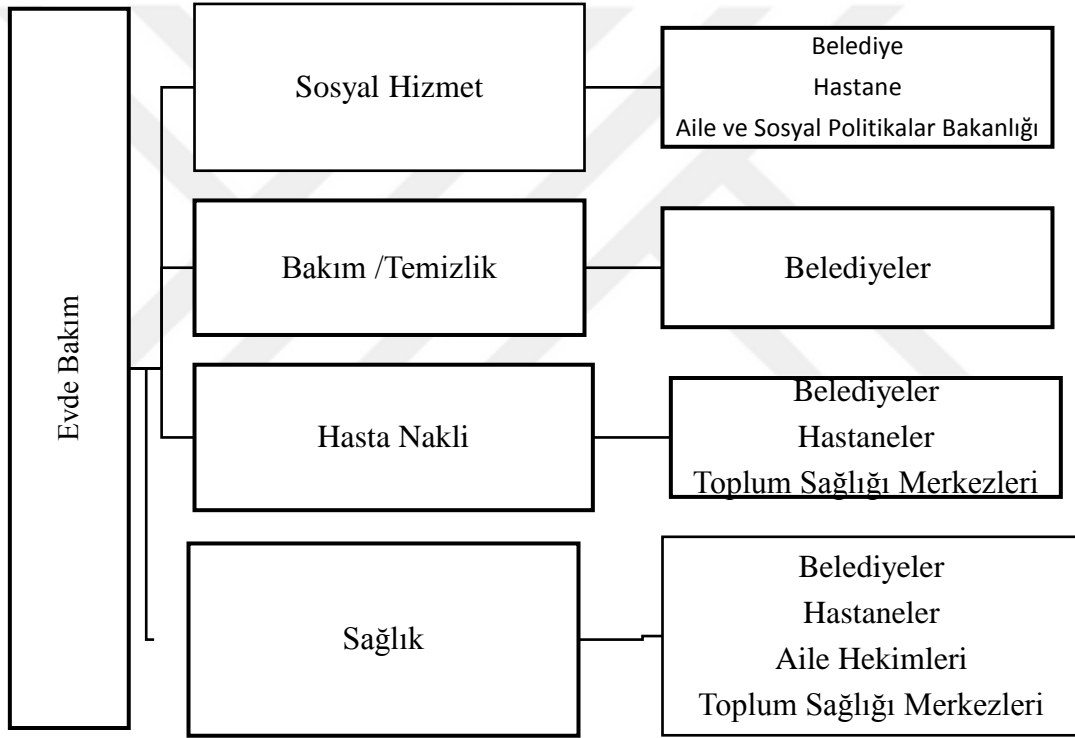 Evde Bakım
Sosyal Hizmet
Belediye
Hastane
Aile ve Sosyal Politikalar Bakanlığı
Bakım /Temizlik
Belediyeler
Hasta Nakli
Belediyeler
Hastaneler
Toplum Sağlığı Merkezleri
Sağlık
Belediyeler
Hastaneler
Aile Hekimleri
Toplum Sağlığı Merkezleri